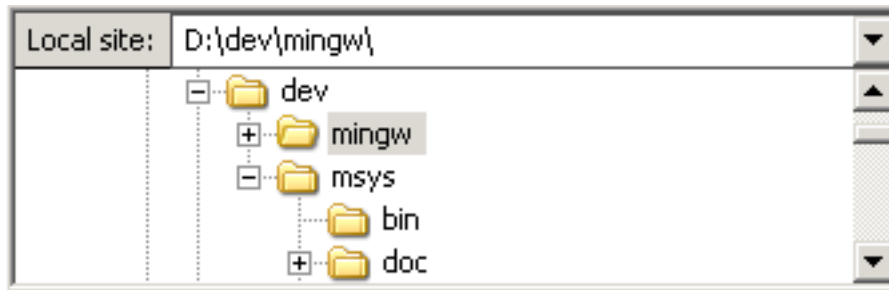 Local site: D:\dev\mingw\
dev
mingw
msys
bin
doc